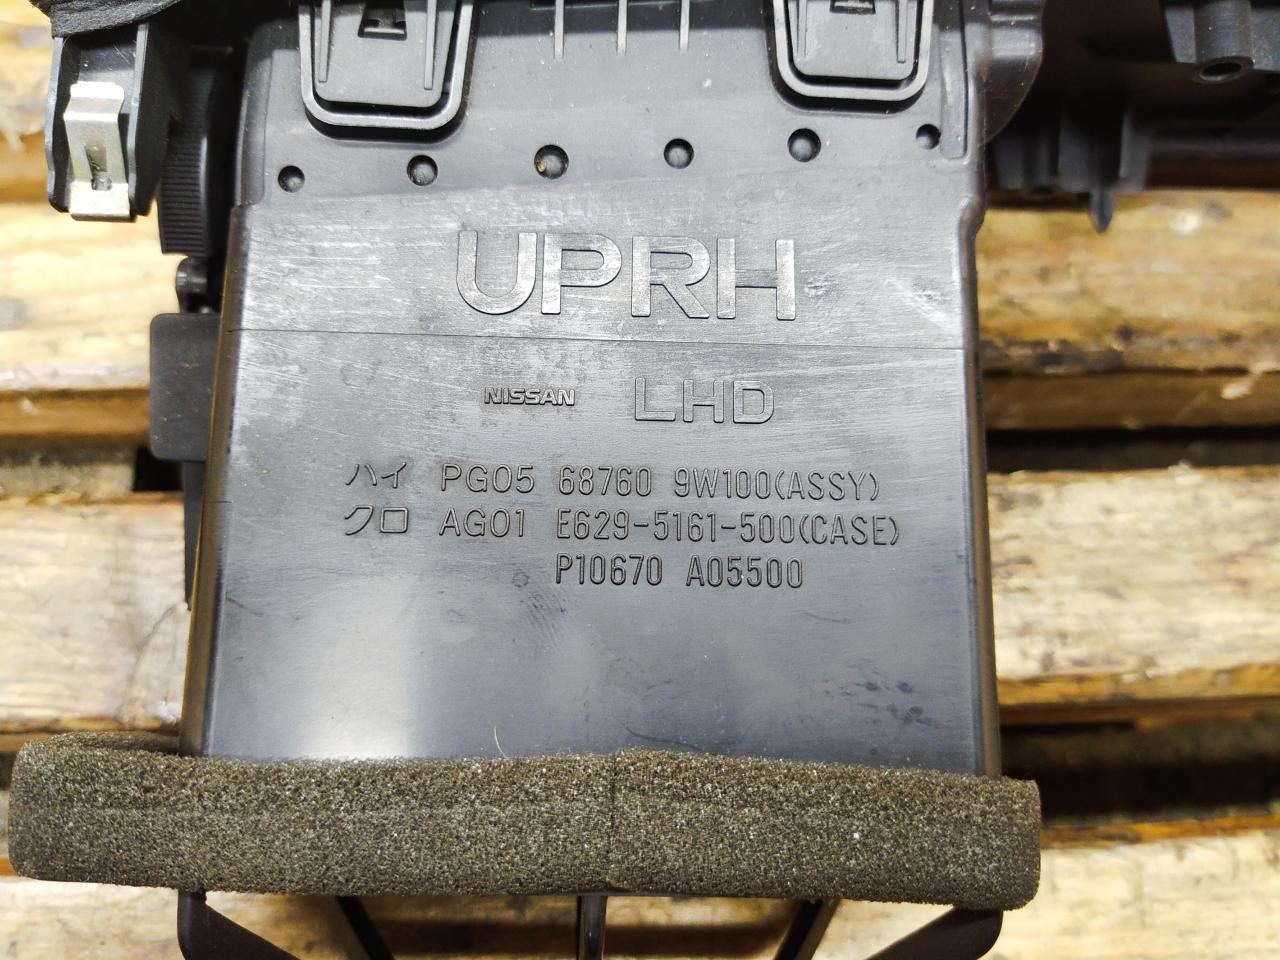 UPRH
NISSAN LHD
ハイ PG05 68760 9W100(ASSY)
クロ AG01 E629-5161-500(CASE)
P10670 A05500